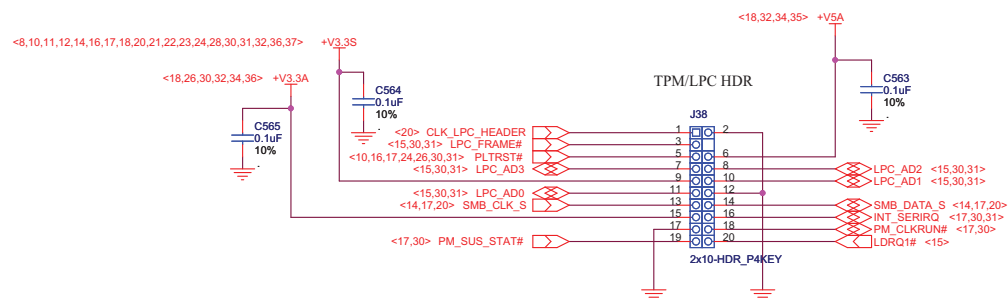 <18,32,34,35> +V5A
<8,10,11,12,14,16,17,18,20,21,22,23,24,28,30,31,32,36,37> +V3.3S
<18,26,30,32,34,36> +V3.3A
TPM/LPC HDR
C564
0.1uF
10%
C563
0.1uF
10%
C565
0.1uF
10%
J38
<20> CLK_LPC_HEADER 1 2
<15,30,31> LPC_FRAME# 3
<10,16,17,24,26,30,31> PLTRST# 5 6
<15,30,31> LPC_AD3 7 8 LPC_AD2 <15,30,31>
9 10 LPC_AD1 <15,30,31>
<15,30,31> LPC_AD0 11 12
<14,17,20> SMB_CLK_S 13 14 SMB_DATA_S <14,17,20>
15 16 INT_SERIRQ <17,30,31>
17 18 PM_CLKRUN# <17,30>
<17,30> PM_SUS_STAT# 19 20 LDRQ1# <15>
2x10-HDR_P4KEY